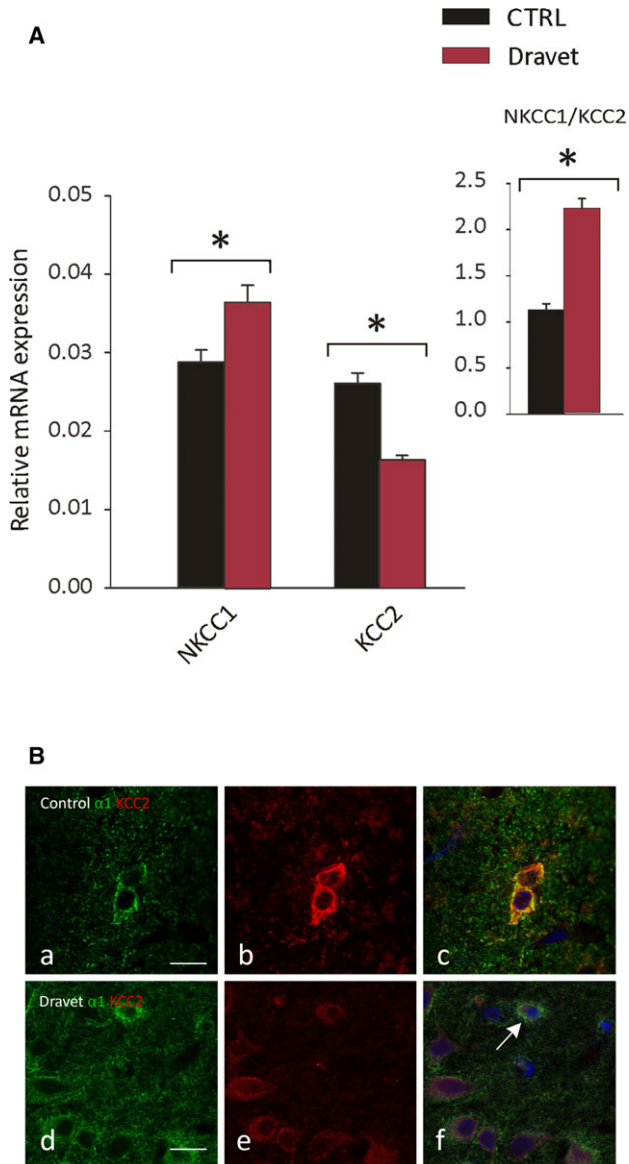 A
CTRL
Dravet
NKCC1/KCC2
*
2.5
2.0
1.5
1.0
0.5
0.0
Relative mRNA expression
0.05
0.04
0.03
0.02
0.01
0.00
*
*
NKCC1
KCC2
B
Control α1 KCC2
a
b
c
Dravet α1 KCC2
d
e
f